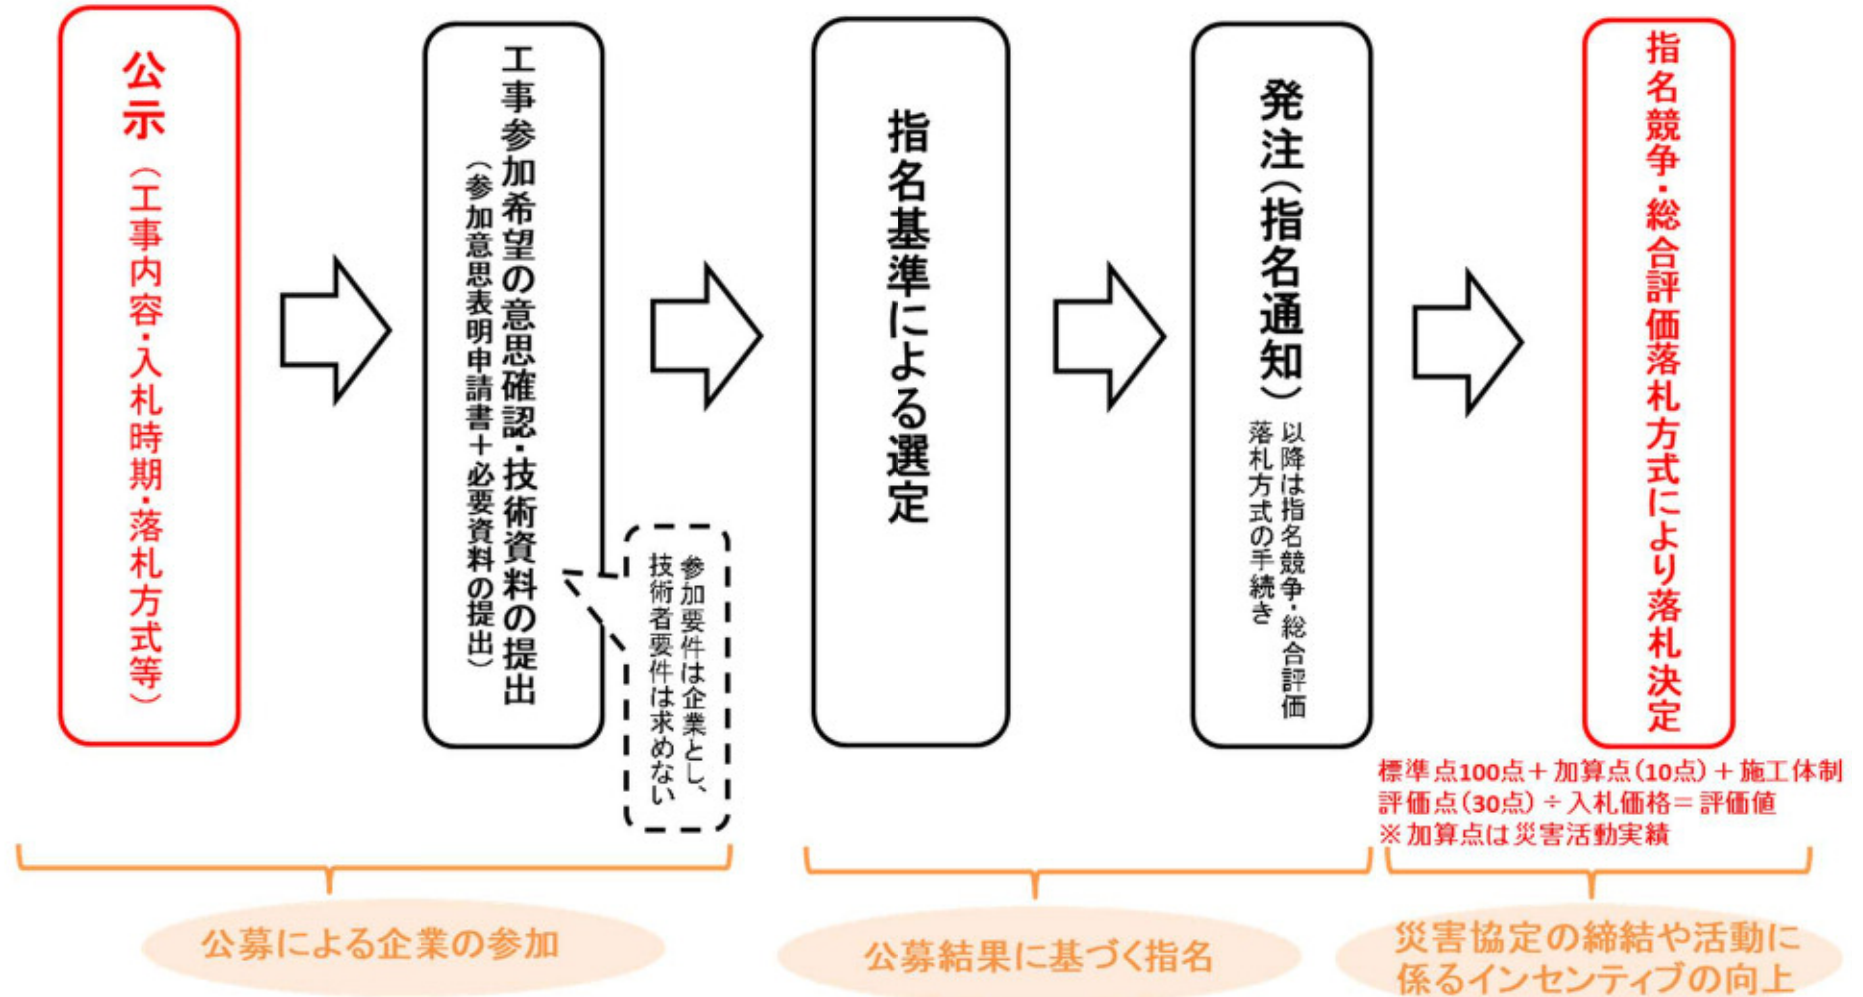 公示（工事内容・入札時期・落札方式等）
工事参加希望の意思確認・技術資料の提出
（参加意思表明申請書＋必要資料の提出）
参加要件は企業とし、
技術者要件は求めない
指名基準による選定
発注（指名通知）
以降は指名競争・総合評価
落札方式の手続き
指名競争・総合評価落札方式により落札決定
標準点100点＋加算点（10点）＋施工体制
評価点（30点）÷入札価格＝評価値
※加算点は災害活動実績
公募による企業の参加
公募結果に基づく指名
災害協定の締結や活動に
係るインセンティブの向上